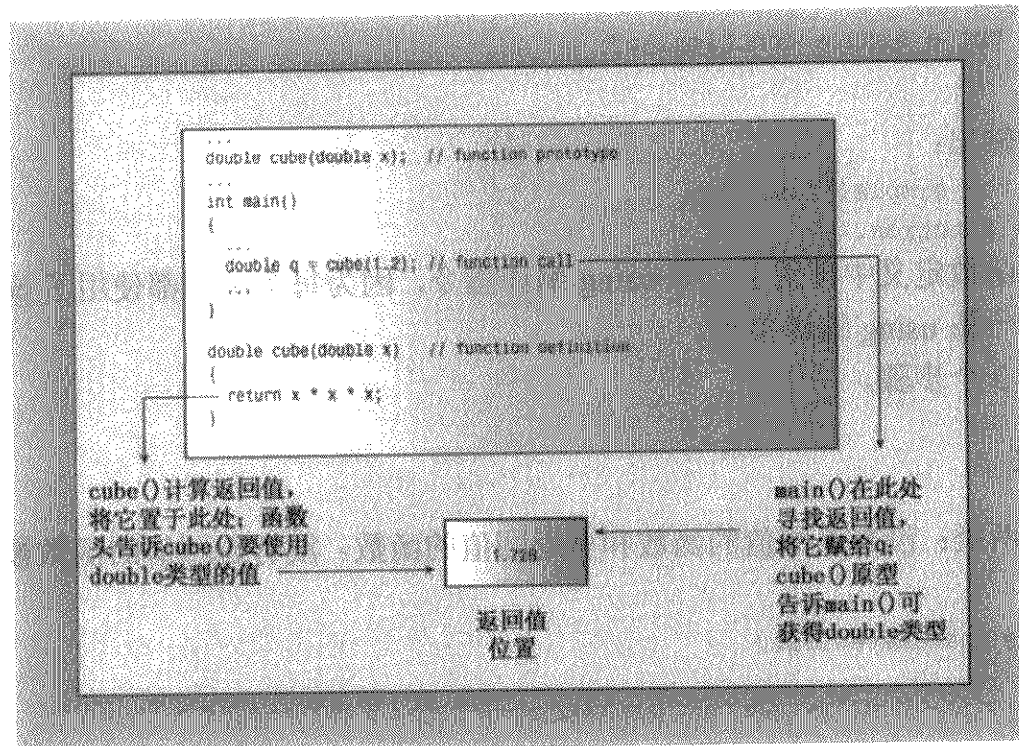 ...
double cube(double x);  // function prototype
...
int main()
{
...
double q = cube(1.2); // function call
...
}
double cube(double x)  // function definition
{
return x * x * x;
}
cube()计算返回值,
将它置于此处; 函数
头告诉cube()要使用
double类型的值
1.728
返回值
位置
main()在此处
寻找返回值,
将它赋给q;
cube()原型
告诉main()可
获得double类型